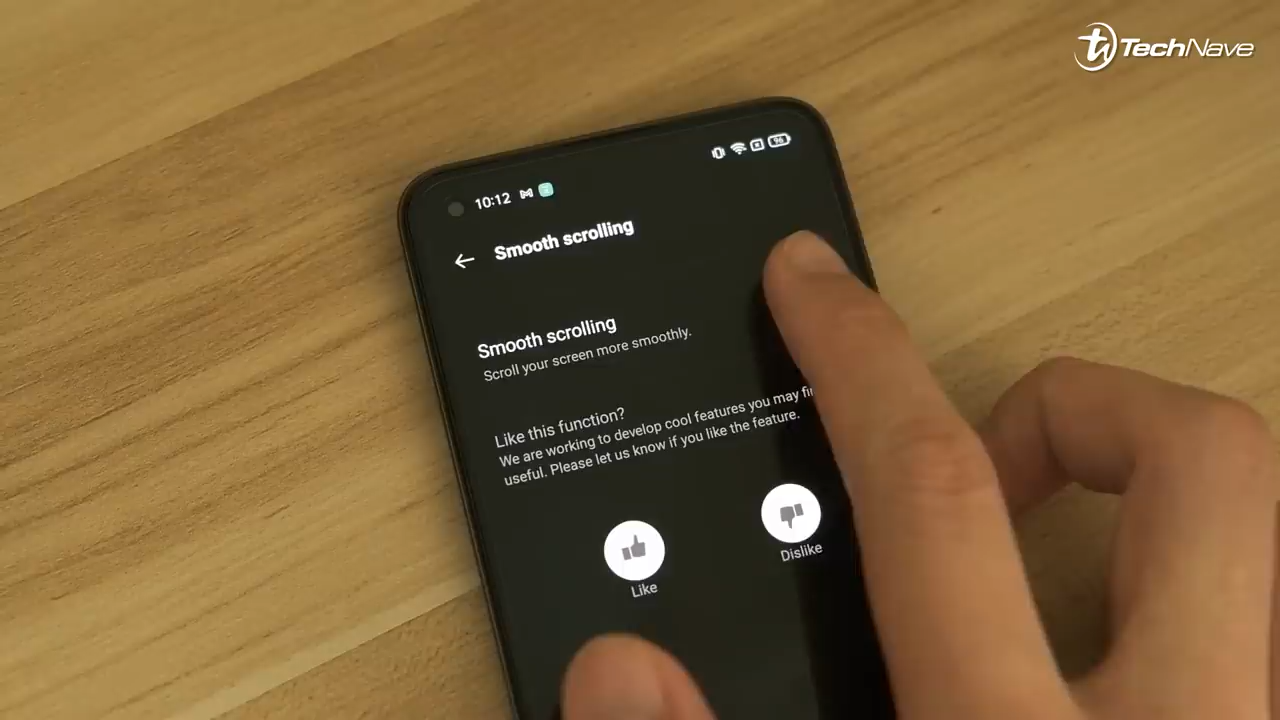 TechNave
10:12
96
Smooth scrolling
Smooth scrolling
Scroll your screen more smoothly.
Like this function?
We are working to develop cool features you may
useful. Please let us know if you like the feature.
Like
Dislike